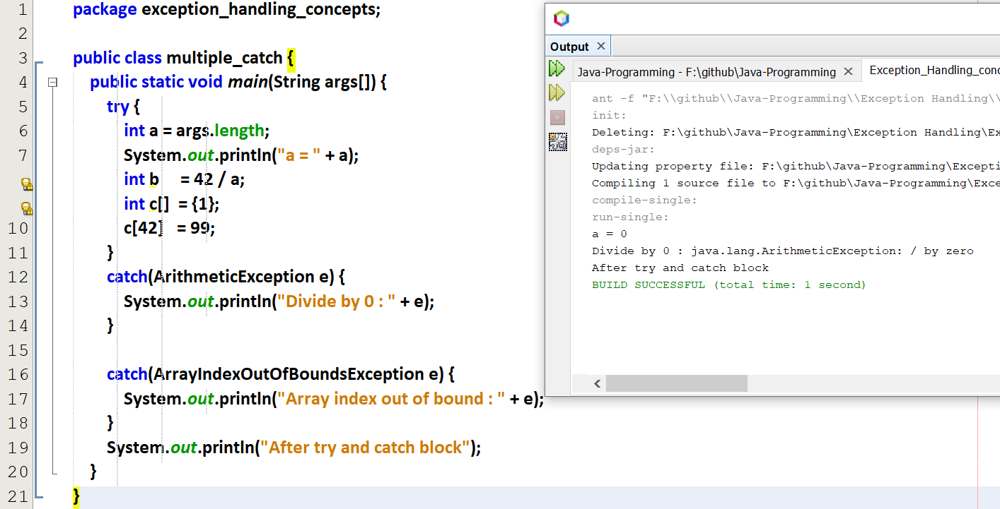 1 package exception_handling_concepts;
2
3 public class multiple_catch {
4 public static void main(String args[]) {
5 try {
6 int a = args.length;
7 System.out.println("a = " + a);
int b = 42 / a;
int c[] = {1};
10 c[42] = 99;
11 }
12 catch(ArithmeticException e) {
13 System.out.println("Divide by 0 : " + e);
14 }
15
16 catch(ArrayIndexOutOfBoundsException e) {
17 System.out.println("Array index out of bound : " + e);
18 }
19 System.out.println("After try and catch block");
20 }
21 }
Output
Java-Programming - F:\github\Java-Programming
Exception_Handling_conc
ant -f "F:\\github\\Java-Programming\\Exception Handling\\
init:
Deleting: F:\github\Java-Programming\Exception Handling\Ex
deps-jar:
Updating property file: F:\github\Java-Programming\Excepti
Compiling 1 source file to F:\github\Java-Programming\Exce
compile-single:
run-single:
a = 0
Divide by 0 : java.lang.ArithmeticException: / by zero
After try and catch block
BUILD SUCCESSFUL (total time: 1 second)